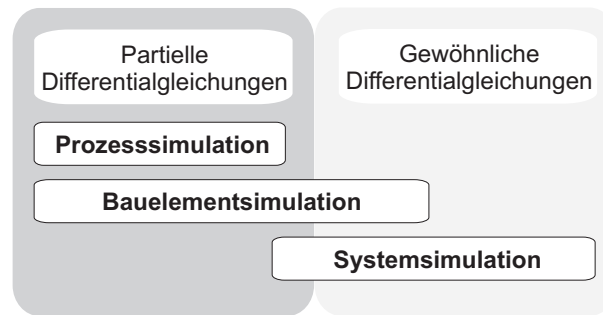 Partielle
Differentialgleichungen
Gewöhnliche
Differentialgleichungen
Prozesssimulation
Bauelementsimulation
Systemsimulation